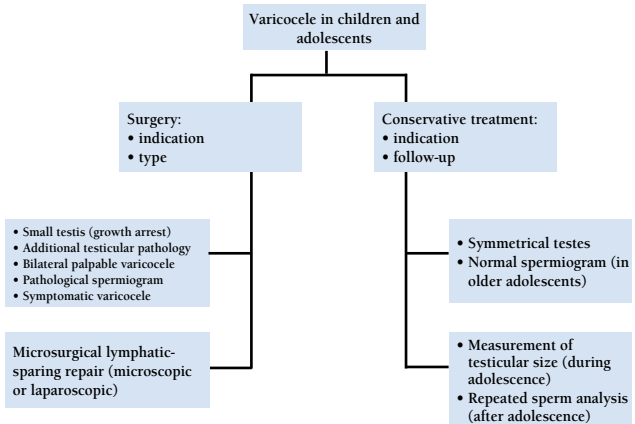 Varicocele in children and
adolescents
Surgery:
• indication
• type
Conservative treatment:
• indication
• follow-up
• Small testis (growth arrest)
• Additional testicular pathology
• Bilateral palpable varicocele
• Pathological spermiogram
• Symptomatic varicocele
• Symmetrical testes
• Normal spermiogram (in
older adolescents)
Microsurgical lymphatic-
sparing repair (microscopic
or laparoscopic)
• Measurement of
testicular size (during
adolescence)
• Repeated sperm analysis
(after adolescence)